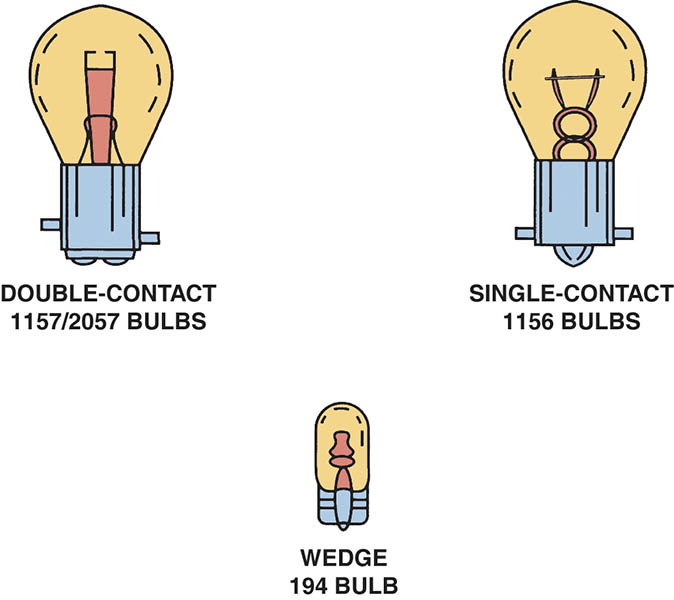 DOUBLE-CONTACT
1157/2057 BULBS
SINGLE-CONTACT
1156 BULBS
WEDGE
194 BULB